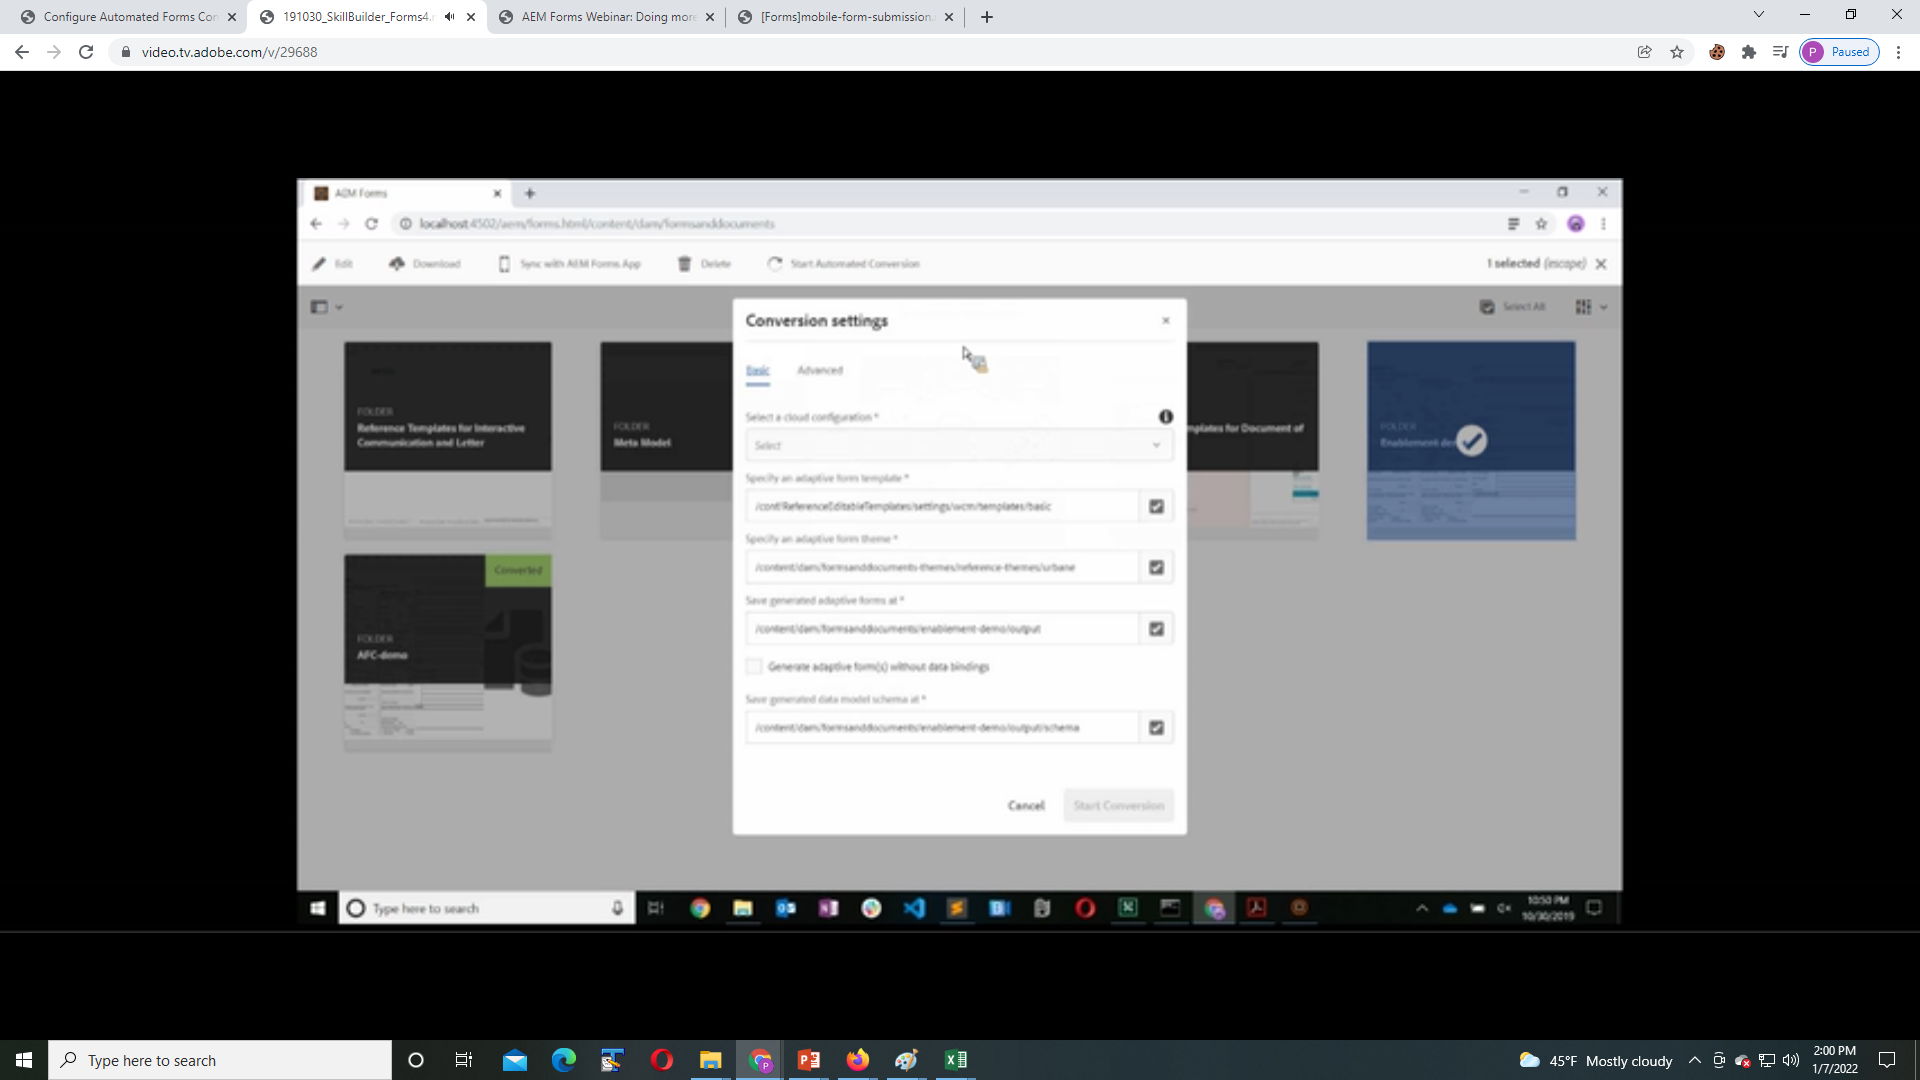 Configure Automated Forms Con
191030_SkillBuilder_Forms4.m
AEM Forms Webinar: Doing more
[Forms]mobile-form-submission.
video.tv.adobe.com/v/29688
P
Paused
AEM Forms
localhost:4502/aem/forms.html/content/dam/formsanddocuments
Edit
Download
Sync with AEM Forms App
Delete
Start Automated Conversion
1 selected (escape)
Select All
Conversion settings
Basic
Advanced
Select a cloud configuration *
Select
Specify an adaptive form template *
/conf/ReferenceEditableTemplates/settings/wcm/templates/basic
Specify an adaptive form theme *
/content/dam/formsanddocuments-themes/reference-themes/urbane
Save generated adaptive forms at *
/content/dam/formsanddocuments/enablement-demo/output
Generate adaptive form(s) without data bindings
Save generated data model schema at *
/content/dam/formsanddocuments/enablement-demo/output/schema
Cancel
Start Conversion
FOLDER
Reference Templates for Interactive
Communication and Letter
FOLDER
Meta Model
mplates for Document of
FOLDER
Enablement de
Converted
FOLDER
AFC-demo
Type here to search
10:50 PM
10/30/2019
Type here to search
45°F Mostly cloudy
2:00 PM
1/7/2022